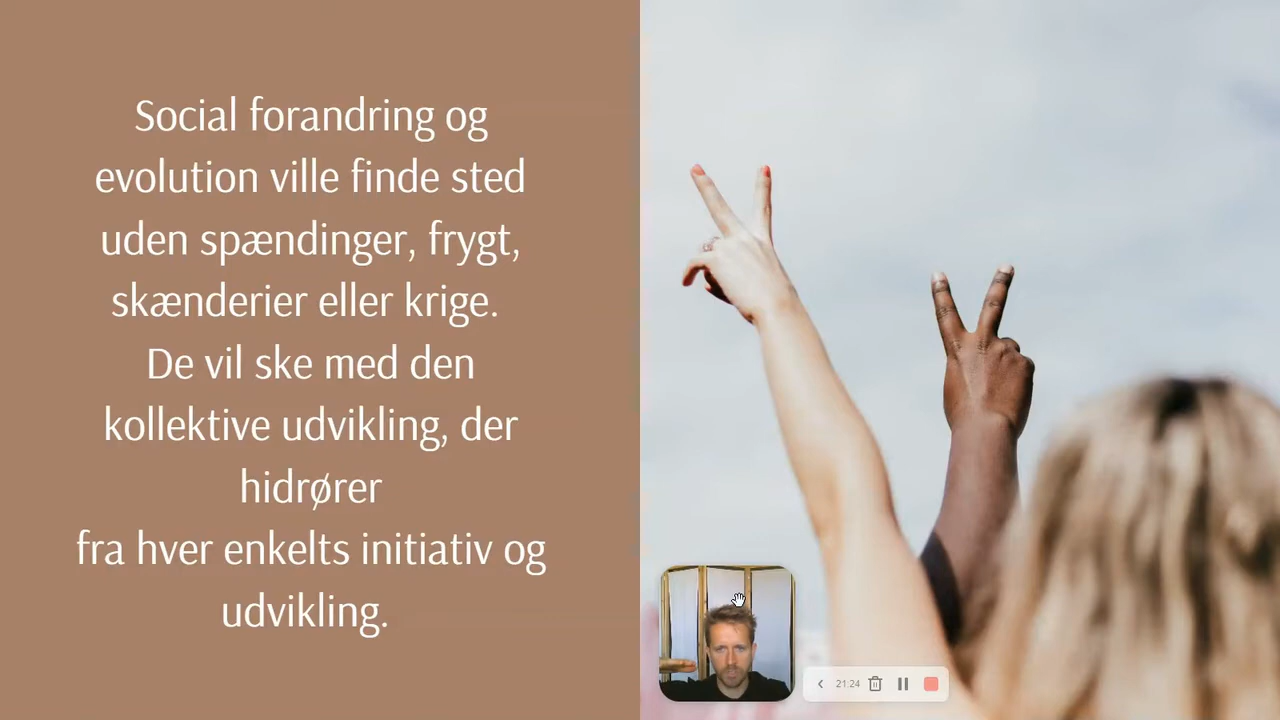 Social forandring og
evolution ville finde sted
uden spændinger, frygt,
skænderier eller krige.
De vil ske med den
kollektive udvikling, der
hidrører
fra hver enkelts initiativ og
udvikling.
21:24